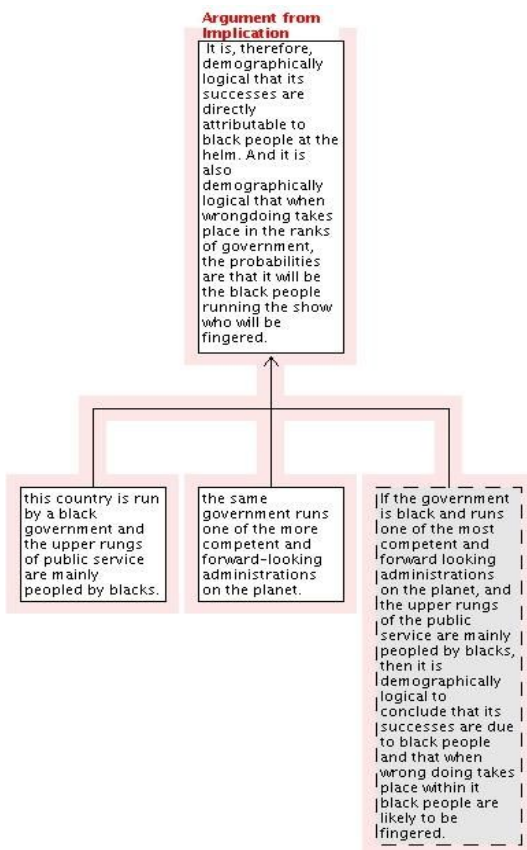 Argument from
Implication
It is, therefore,
demographically
logical that its
successes are
directly
attributable to
black people at the
helm. And it is
also
demographically
logical that when
wrongdoing takes
place in the ranks
of government,
the probabilities
are that it will be
the black people
running the show
who will be
fingered.
this country is run
by a black
government and
the upper rungs
of public service
are mainly
peopled by blacks.
the same
government runs
one of the more
competent and
forward-looking
administrations
on the planet.
If the government
is black and runs
one of the most
competent and
forward looking
administrations
on the planet, and
the upper rungs
of the public
service are mainly
peopled by blacks,
then it is
demographically
logical to
conclude that its
successes are due
to black people
and that when
wrong doing takes
place within it
black people are
likely to be
fingered.